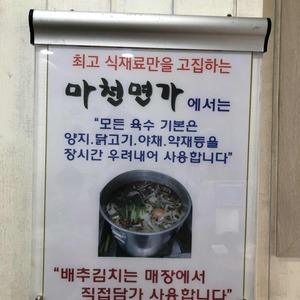 최고 식재료만을 고집하는
마천면가에서는
“모든 육수 기본은
양지.닭고기.야채.약재등을
장시간 우려내어 사용합니다”
“배추김치는 매장에서
직접담가 사용합니다”